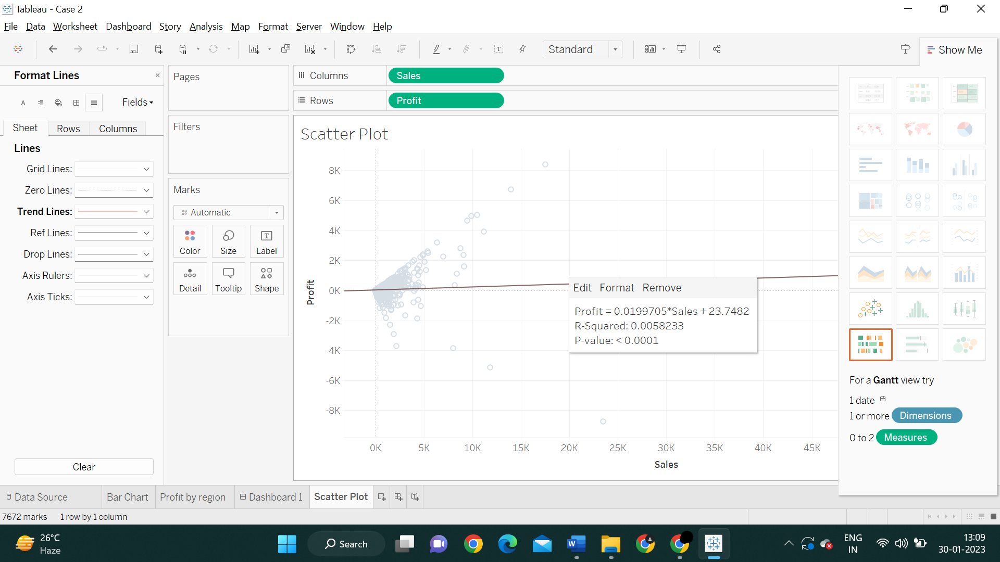 Tableau - Case 2
File Data Worksheet Dashboard Story Analysis Map Format Server Window Help
Standard
Show Me
Format Lines
Fields
Sheet Rows Columns
Lines
Grid Lines:
Zero Lines:
Trend Lines:
Ref Lines:
Drop Lines:
Axis Rulers:
Axis Ticks:
Clear
Pages
Filters
Marks
Automatic
Color Size Label
Detail Tooltip Shape
Columns Sales
Rows Profit
Scatter Plot
8K
6K
4K
2K
0K
-2K
-4K
-6K
-8K
Profit
0K 5K 10K 15K 20K 25K 30K 35K 40K 45K
Sales
Edit Format Remove
Profit = 0.0199705*Sales + 23.7482
R-Squared: 0.0058233
P-value: < 0.0001
For a Gantt view try
1 date
1 or more Dimensions
0 to 2 Measures
Data Source Bar Chart Profit by region Dashboard 1 Scatter Plot
7672 marks 1 row by 1 column
26°C
Haze
Search
ENG
IN
13:09
30-01-2023